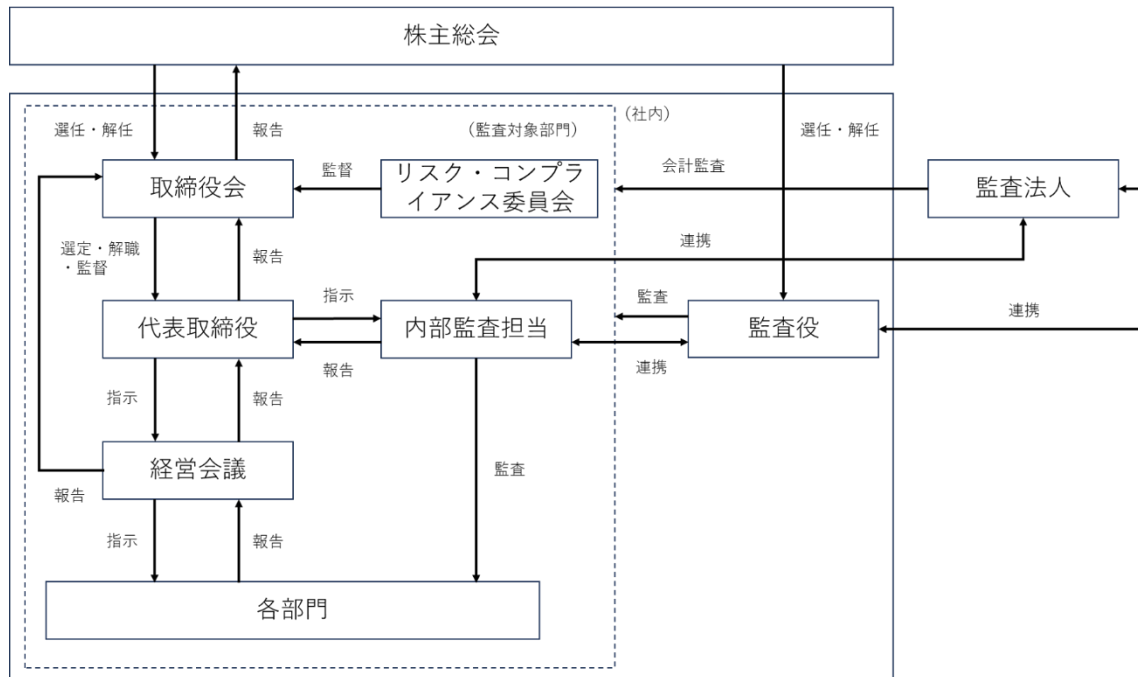 株主総会
(社内)
選任・解任
報告
(監査対象部門)
選任・解任
取締役会
監督
リスク・コンプラ
イアンス委員会
会計監査
監査法人
選定・解職
・監督
報告
連携
代表取締役
指示
報告
内部監査担当
監査
連携
監査役
連携
指示
報告
経営会議
報告
監査
指示
報告
各部門